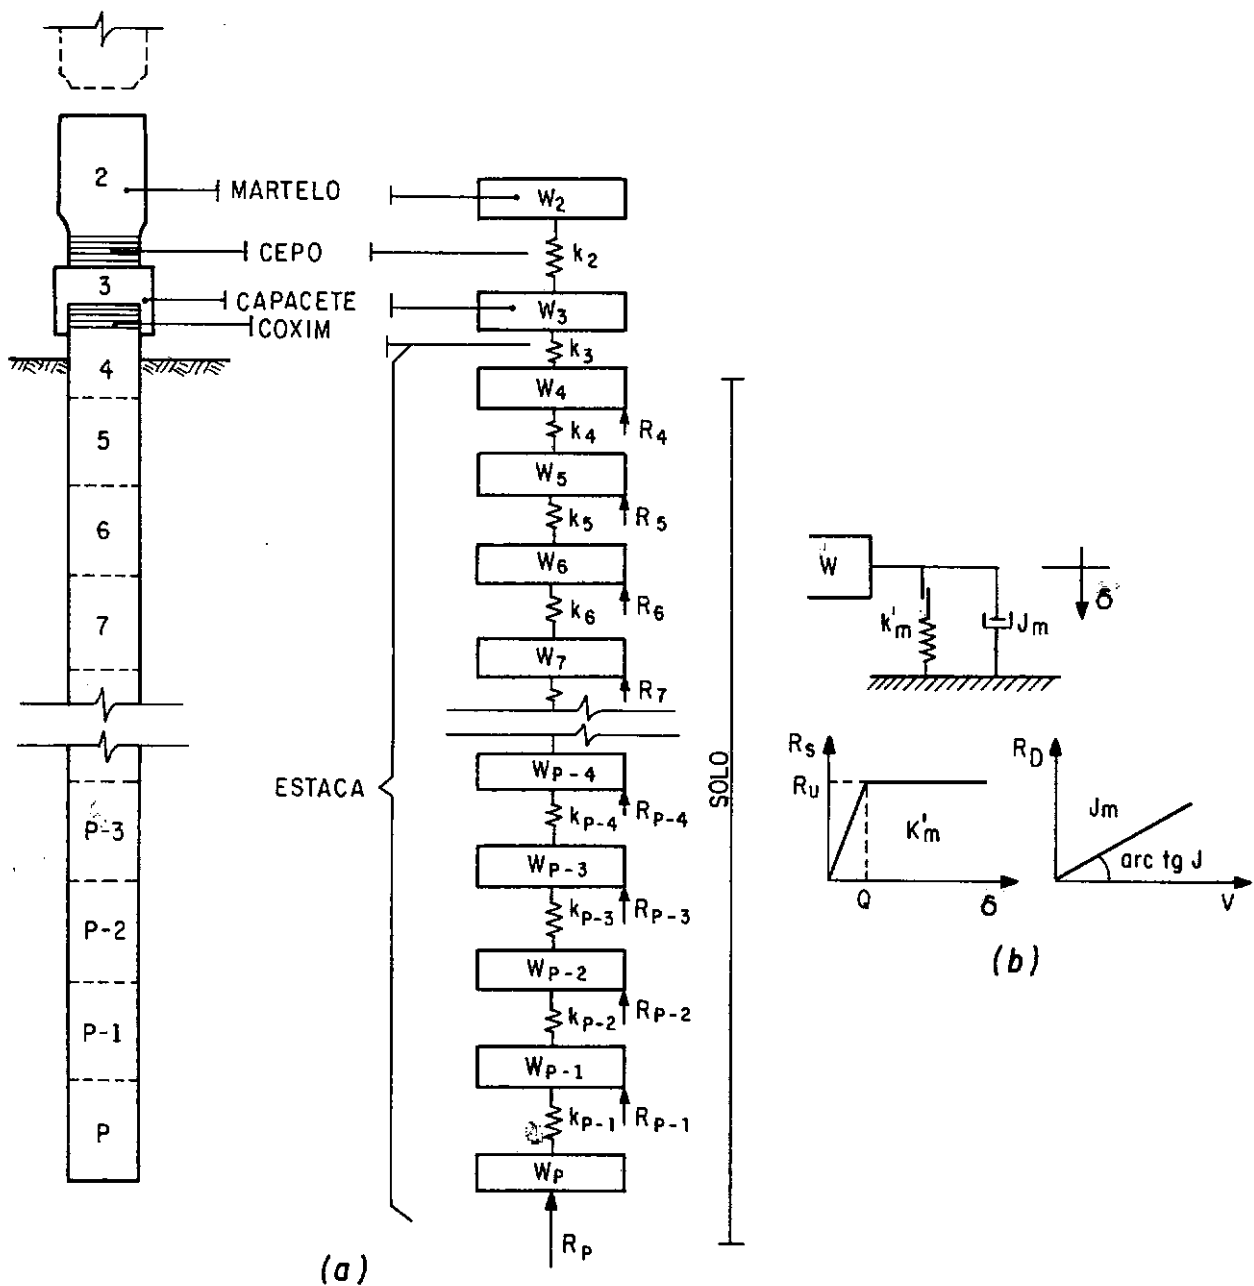 2
MARTELO
W2
CEPO
k2
3
CAPACETE
W3
COXIM
k3
4
W4
k4
R4
5
W5
k5
R5
6
W6
k6
R6
7
W7
R7
ESTACA
SOLO
WP-4
kP-4
RP-4
P-3
WP-3
kP-3
RP-3
P-2
WP-2
kP-2
RP-2
P-1
WP-1
kP-1
RP-1
P
WP
RP
(a)
W
k'm
Jm
δ
RS
RU
K'm
Q
δ
RD
Jm
arc tg J
V
(b)